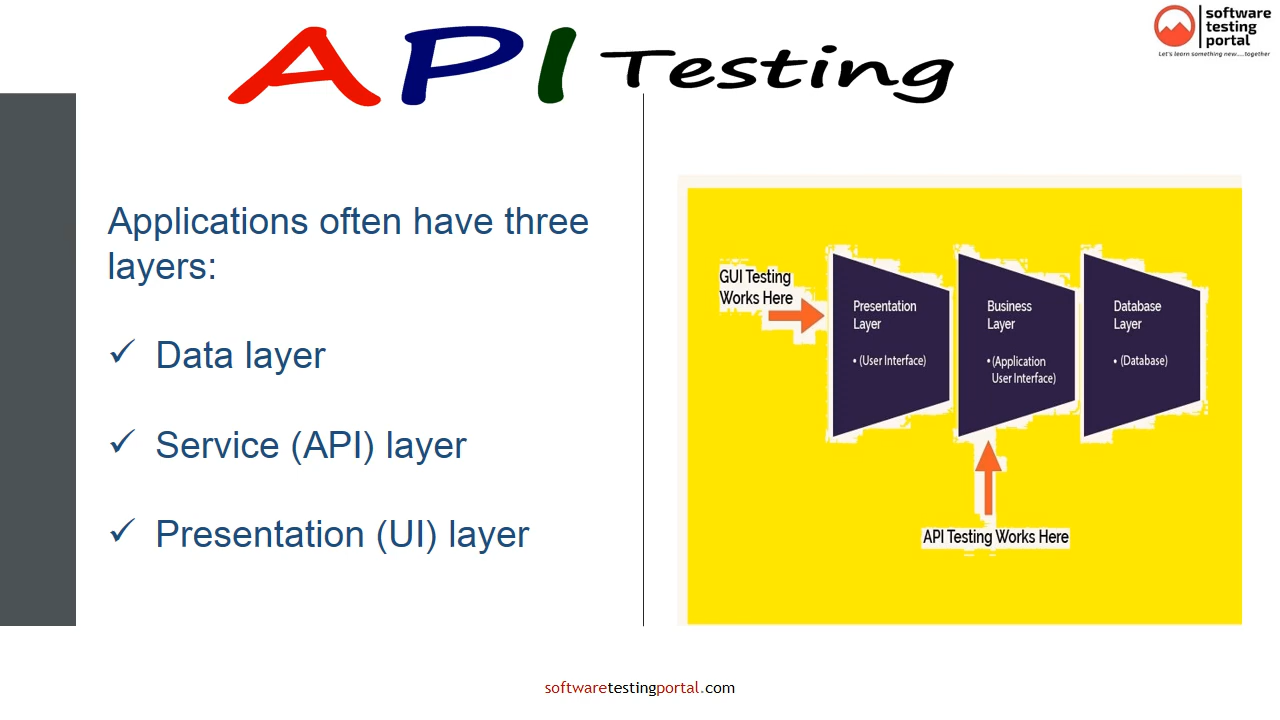 API Testing
software
testing
portal
Let's learn something new....together
Applications often have three
layers:
✓ Data layer
✓ Service (API) layer
✓ Presentation (UI) layer
GUI Testing
Works Here
Presentation
Layer
• (User Interface)
Business
Layer
• (Application
User Interface)
Database
Layer
• (Database)
API Testing Works Here
softwaretestingportal.com